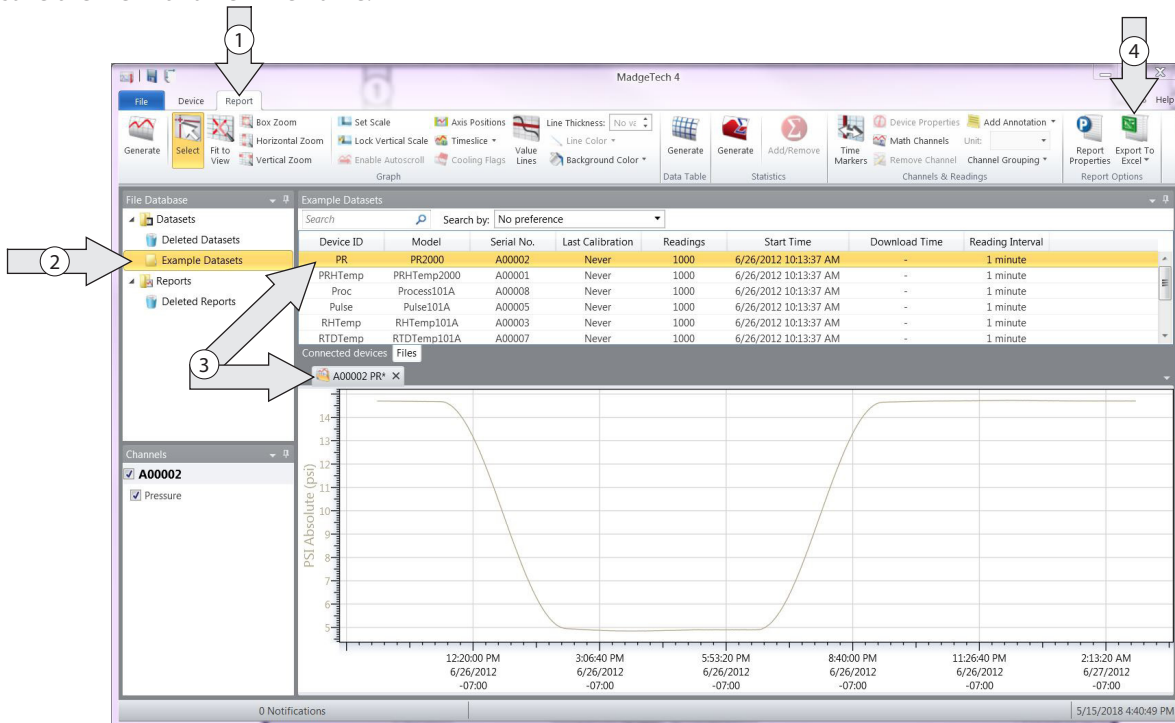 1
4
MadgeTech 4
File Device Report Help
Generate Select Fit to View Box Zoom Horizontal Zoom Vertical Zoom Set Scale Lock Vertical Scale Enable Autoscroll Axis Positions Timeslice Cooling Flags Value Lines Line Thickness: Line Color Background Color Generate Generate Add/Remove Time Markers Device Properties Math Channels Remove Channel Add Annotation Unit: Channel Grouping Report Properties Export To Excel
Graph Data Table Statistics Channels & Readings Report Options
File Database
Datasets
Deleted Datasets
2
Example Datasets
Reports
Deleted Reports
Example Datasets
Search Search by: No preference
Device ID Model Serial No. Last Calibration Readings Start Time Download Time Reading Interval
PR PR2000 A00002 Never 1000 6/26/2012 10:13:37 AM - 1 minute
PRHTemp PRHTemp2000 A00001 Never 1000 6/26/2012 10:13:37 AM - 1 minute
Proc Process101A A00008 Never 1000 6/26/2012 10:13:37 AM - 1 minute
Pulse Pulse101A A00005 Never 1000 6/26/2012 10:13:37 AM - 1 minute
RHTemp RHTemp101A A00003 Never 1000 6/26/2012 10:13:37 AM - 1 minute
RTDTemp RTDTemp101A A00007 Never 1000 6/26/2012 10:13:37 AM - 1 minute
3
Connected devices Files
A00002 PR*
Channels
A00002
Pressure
PSI Absolute (psi)
14
13
12
11
10
9
8
7
6
5
12:20:00 PM 3:06:40 PM 5:53:20 PM 8:40:00 PM 11:26:40 PM 2:13:20 AM
6/26/2012 6/26/2012 6/26/2012 6/26/2012 6/26/2012 6/27/2012
-07:00 -07:00 -07:00 -07:00 -07:00 -07:00
0 Notifications 5/15/2018 4:40:49 PM